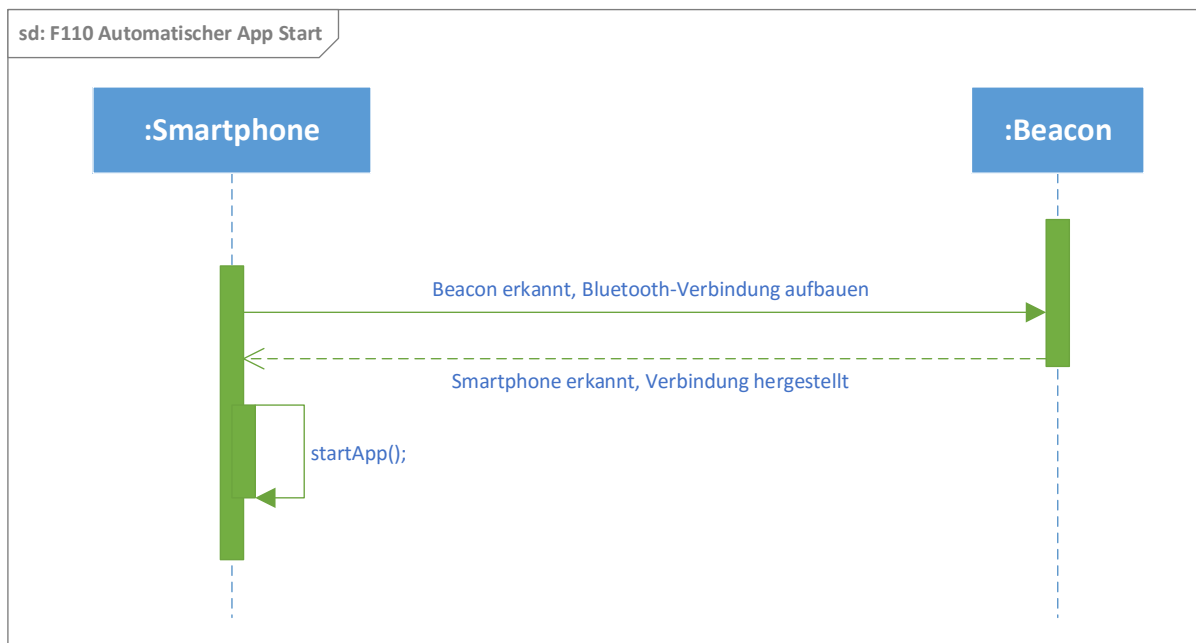 sd: F110 Automatischer App Start
:Smartphone
:Beacon
Beacon erkannt, Bluetooth-Verbindung aufbauen
Smartphone erkannt, Verbindung hergestellt
startApp();